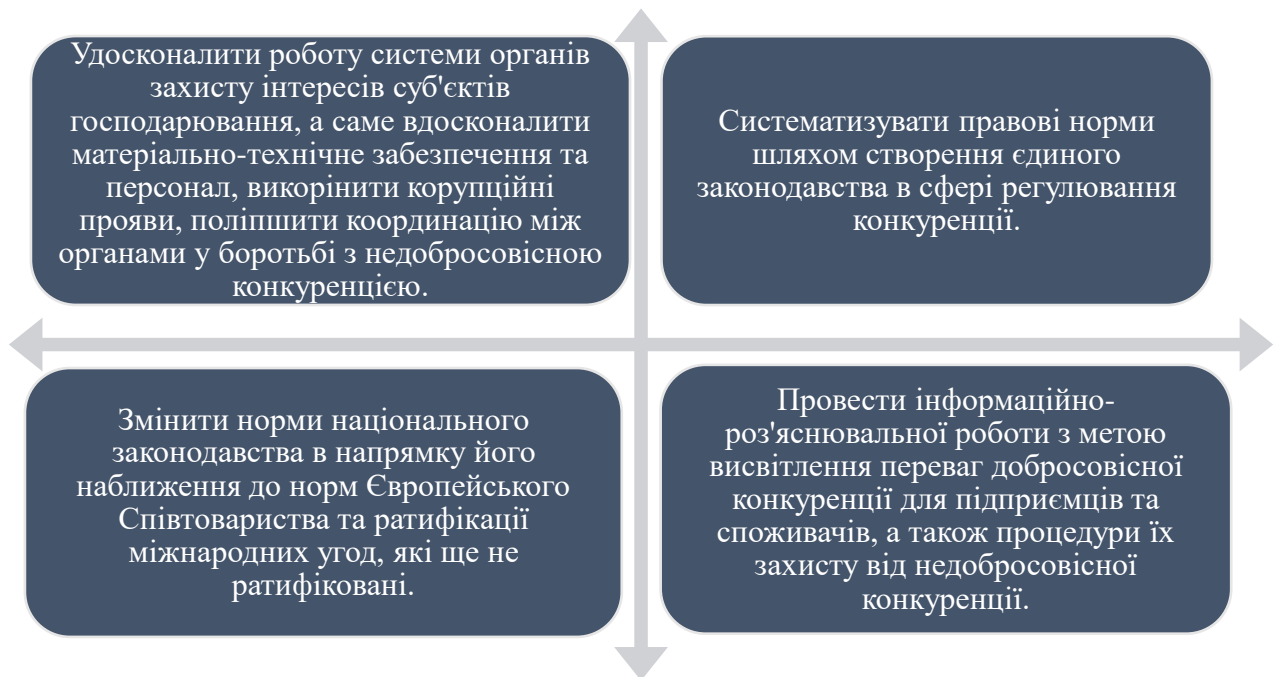 Удосконалити роботу системи органів
захисту інтересів суб'єктів
господарювання, а саме вдосконалити
матеріально-технічне забезпечення та
персонал, викорінити корупційні
прояви, поліпшити координацію між
органами у боротьбі з недобросовісною
конкуренцією.
Систематизувати правові норми
шляхом створення єдиного
законодавства в сфері регулювання
конкуренції.
Змінити норми національного
законодавства в напрямку його
наближення до норм Європейського
Співтовариства та ратифікації
міжнародних угод, які ще не
ратифіковані.
Провести інформаційно-
роз'яснювальної роботи з метою
висвітлення переваг добросовісної
конкуренції для підприємців та
споживачів, а також процедури їх
захисту від недобросовісної
конкуренції.